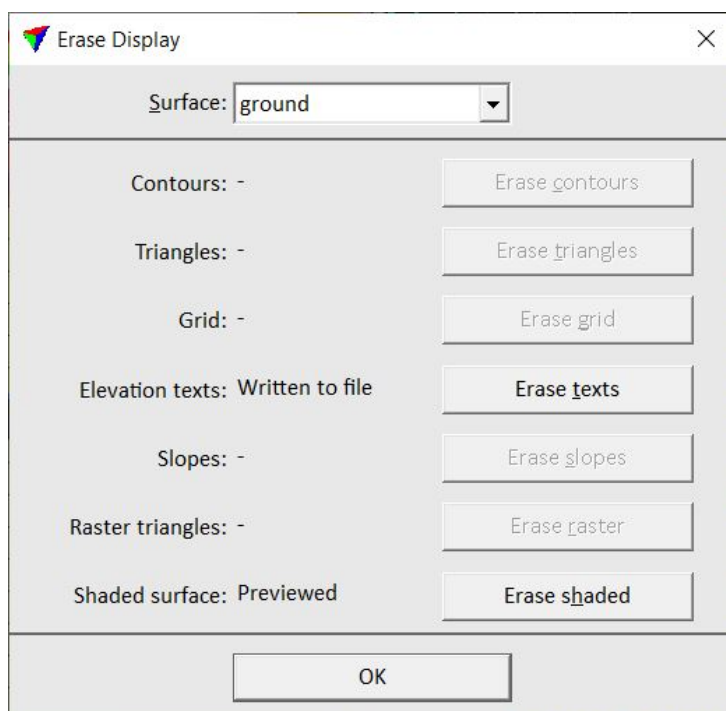 Erase Display
Surface: ground
Contours: - Erase contours
Triangles: - Erase triangles
Grid: - Erase grid
Elevation texts: Written to file Erase texts
Slopes: - Erase slopes
Raster triangles: - Erase raster
Shaded surface: Previewed Erase shaded
OK